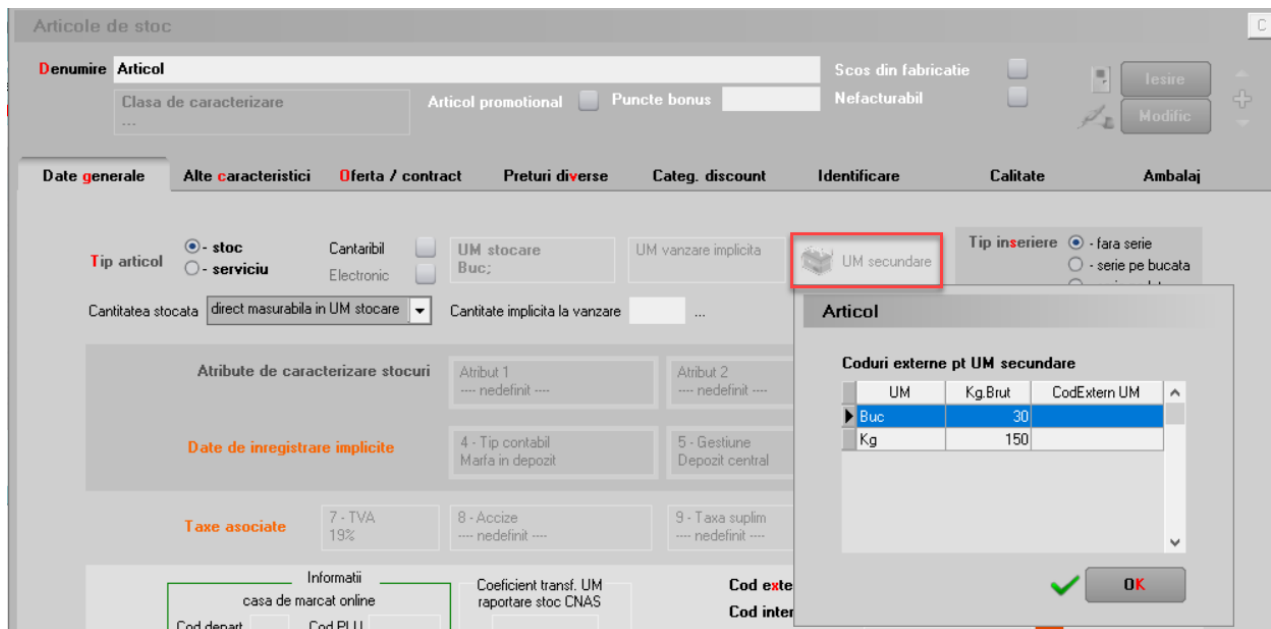 Articole de stoc
C
Denumire Articol
Scos din fabricatie
Iesire
Clasa de caracterizare
---
Articol promotional
Puncte bonus
Nefacturabil
Modific
Date generale Alte caracteristici Oferta / contract Preturi diverse Categ. discount Identificare Calitate Ambalaj
Tip articol
- stoc
- serviciu
Cantaribil
Electronic
UM stocare
Buc;
UM vanzare implicita
UM secundare
Tip inseriere
- fara serie
- serie pe bucata
Cantitatea stocata direct masurabila in UM stocare
Cantitate implicita la vanzare ...
Articol
Coduri externe pt UM secundare
UM Kg.Brut CodExtern UM
Buc 30
Kg 150
OK
Atribute de caracterizare stocuri
Atribut 1
---- nedefinit ----
Atribut 2
---- nedefinit ----
Date de inregistrare implicite
4 - Tip contabil
Marfa in depozit
5 - Gestiune
Depozit central
Taxe asociate
7 - TVA
19%
8 - Accize
---- nedefinit ----
9 - Taxa suplim
---- nedefinit ----
Informatii
casa de marcat online
Cod depart Cod PLU
Coeficient transf. UM
raportare stoc CNAS
Cod exte
Cod inter